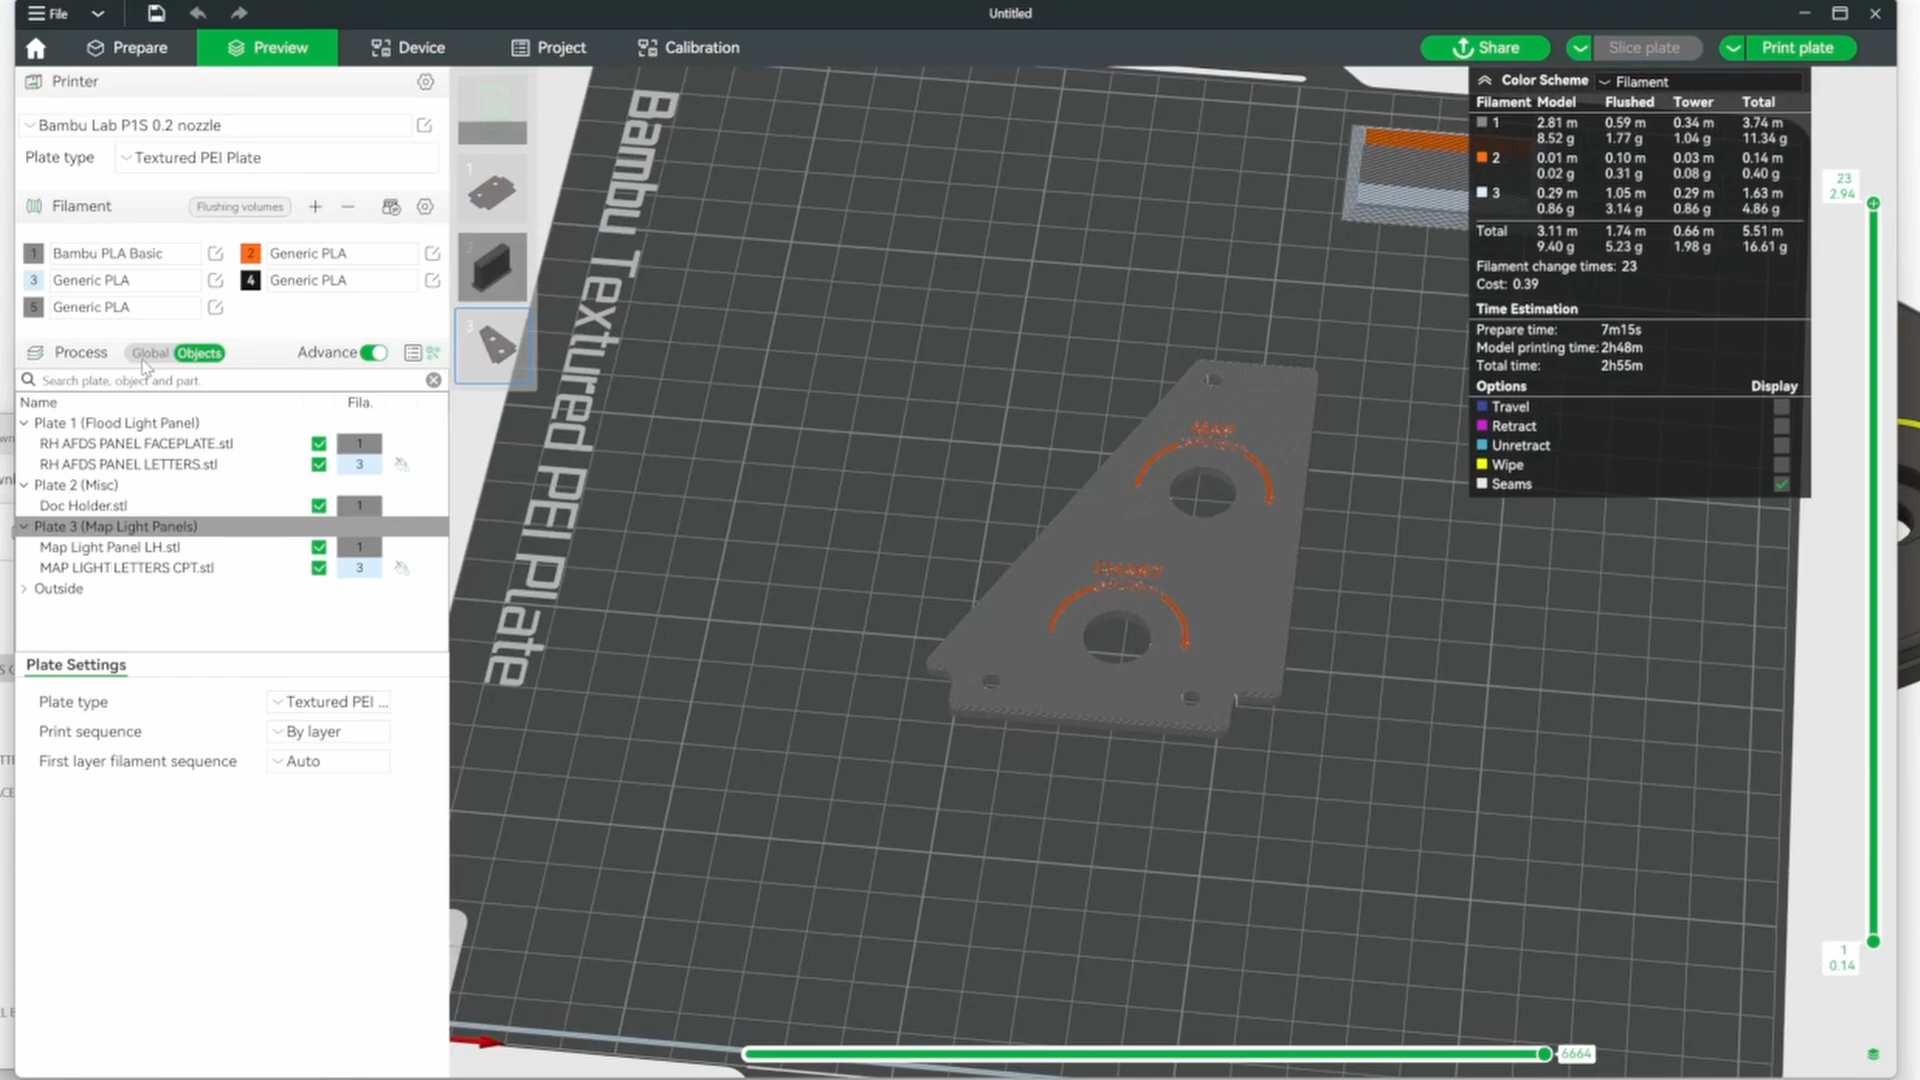 File
Untitled
Prepare
Preview
Device
Project
Calibration
Share
Slice plate
Print plate
Printer
Bambu Lab P1S 0.2 nozzle
Plate type
Textured PEI Plate
Filament
Flushing volumes
1 Bambu PLA Basic
2 Generic PLA
3 Generic PLA
4 Generic PLA
5 Generic PLA
Process
Global
Objects
Advance
Search plate, object and part.
Name
Fila.
Plate 1 (Flood Light Panel)
RH AFDS PANEL FACEPLATE.stl 1
RH AFDS PANEL LETTERS.stl 3
Plate 2 (Misc)
Doc Holder.stl 1
Plate 3 (Map Light Panels)
Map Light Panel LH.stl 1
MAP LIGHT LETTERS CPT.stl 3
Outside
Plate Settings
Plate type Textured PEI ...
Print sequence By layer
First layer filament sequence Auto
1
2
3
Bambu Textured PEI Plate
MAP
Color Scheme Filament
Filament Model Flushed Tower Total
1 2.81 m 0.59 m 0.34 m 3.74 m
8.52 g 1.77 g 1.04 g 11.34 g
2 0.01 m 0.10 m 0.03 m 0.14 m
0.02 g 0.31 g 0.08 g 0.40 g
3 0.29 m 1.05 m 0.29 m 1.63 m
0.86 g 3.14 g 0.86 g 4.86 g
Total 3.11 m 1.74 m 0.66 m 5.51 m
9.40 g 5.23 g 1.98 g 16.61 g
Filament change times: 23
Cost: 0.39
Time Estimation
Prepare time: 7m15s
Model printing time: 2h48m
Total time: 2h55m
Options Display
Travel
Retract
Unretract
Wipe
Seams
23
2.94
1
0.14
6664